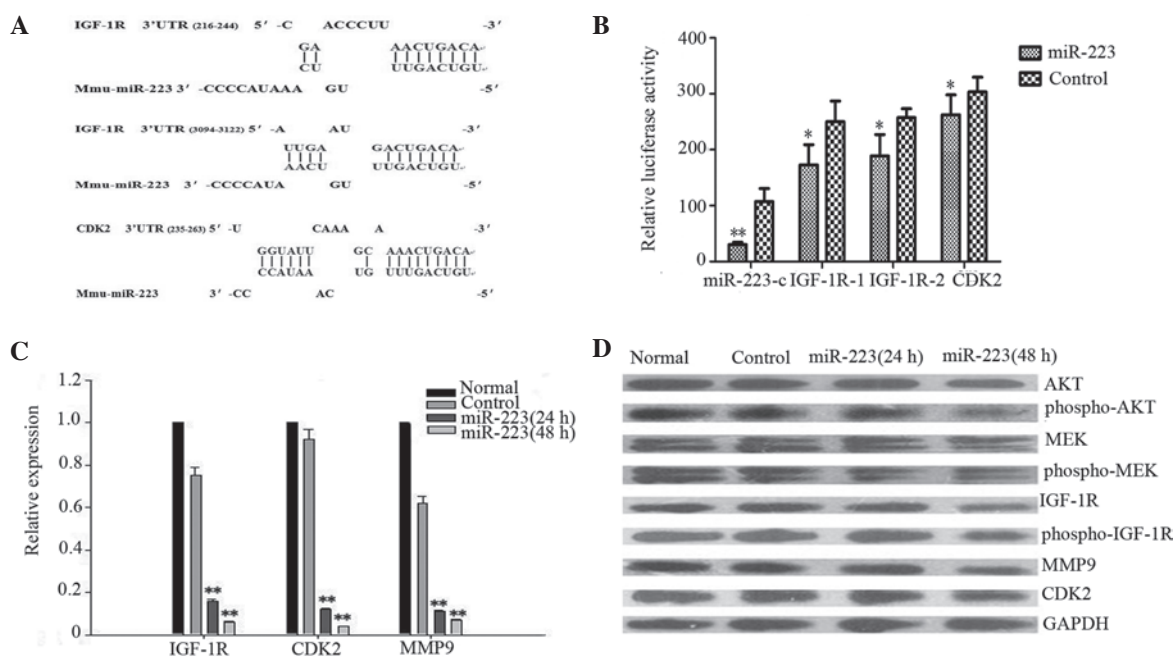 A
IGF-1R 3'UTR (216-244) 5' -C ACCCUU -3'
GA AACUGACA
CU UUGACUGU
Mmu-miR-223 3' -CCCCAUAAA GU -5'
IGF-1R 3'UTR (3094-3122) 5' -A AU -3'
UUGA GACUGACA
AACU UUGACUGU
Mmu-miR-223 3' -CCCCAUA GU -5'
CDK2 3'UTR (235-263) 5' -U CAAA A -3'
GGUAUU GC AAACUGACA
CCAUAA UG UUUGACUGU
Mmu-miR-223 3' -CC AC -5'
B
miR-223
Control
Relative luciferase activity
400
300
200
100
0
** * * *
miR-223-c IGF-1R-1 IGF-1R-2 CDK2
C
Normal
Control
miR-223(24 h)
miR-223(48 h)
Relative expression
1.2
1.0
0.8
0.6
0.4
0.2
0
** ** ** ** ** **
IGF-1R CDK2 MMP9
D
Normal Control miR-223(24 h) miR-223(48 h)
AKT
phospho-AKT
MEK
phospho-MEK
IGF-1R
phospho-IGF-1R
MMP9
CDK2
GAPDH